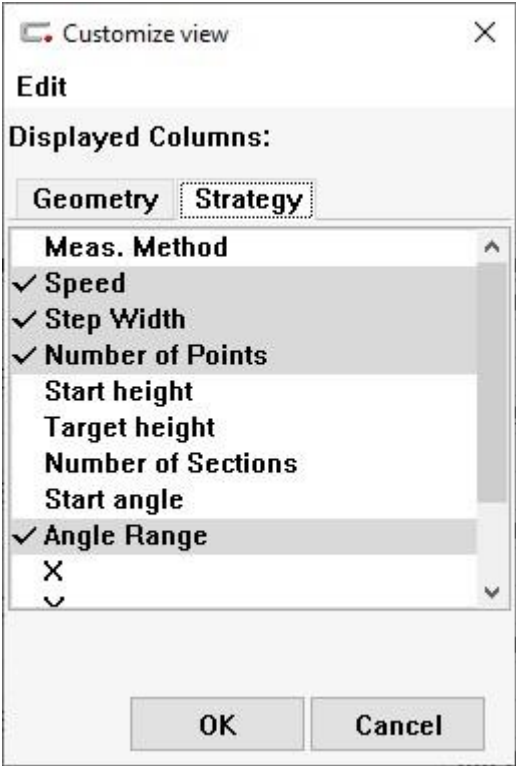 Customize view
Edit
Displayed Columns:
Geometry Strategy
Meas. Method
Speed
Step Width
Number of Points
Start height
Target height
Number of Sections
Start angle
Angle Range
X
OK Cancel